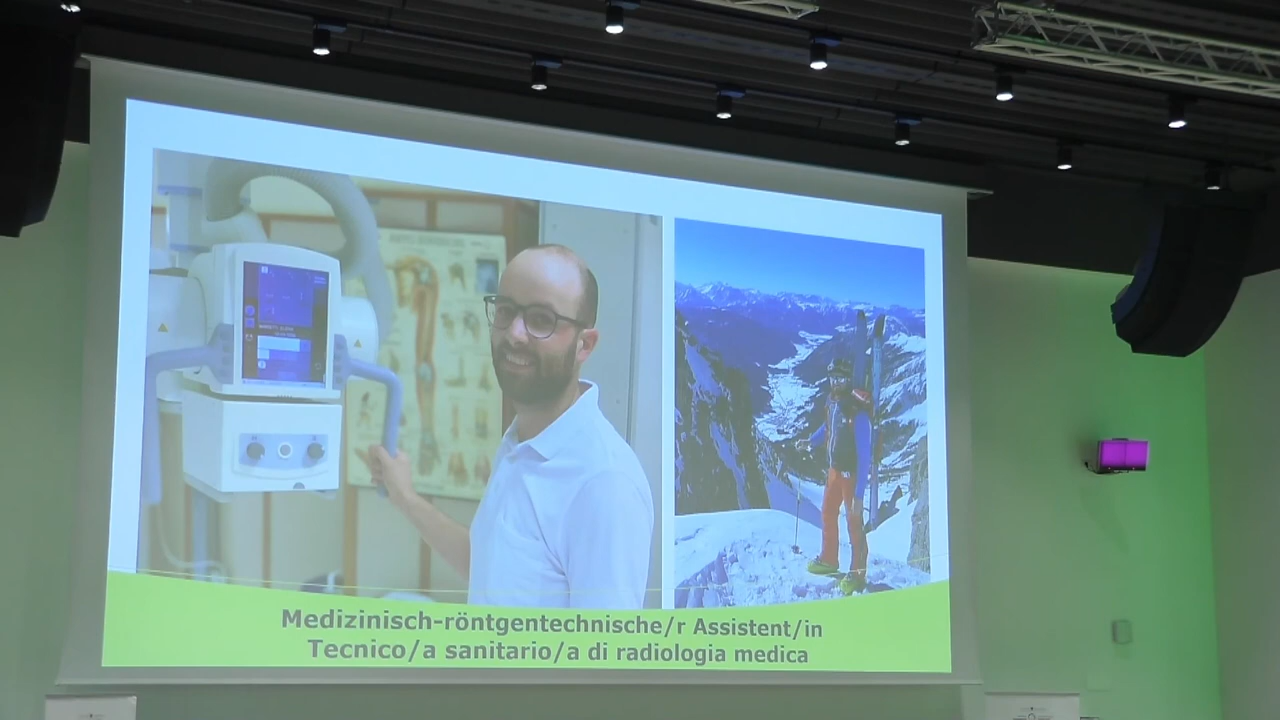 Medizinisch-röntgentechnische/r Assistent/in
Tecnico/a sanitario/a di radiologia medica